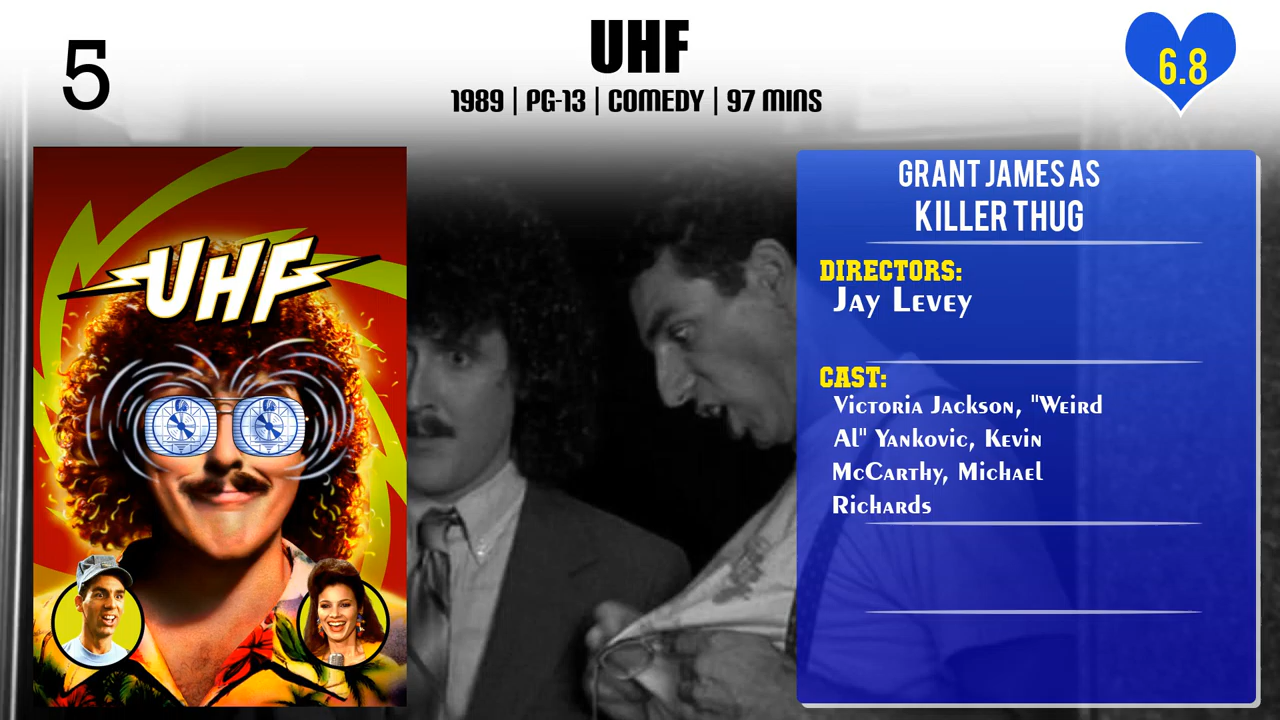 5
UHF
1989 | PG-13 | COMEDY | 97 MINS
6.8
UHF
GRANT JAMES AS
KILLER THUG
DIRECTORS:
Jay Levey
CAST:
Victoria Jackson, "Weird
Al" Yankovic, Kevin
McCarthy, Michael
Richards